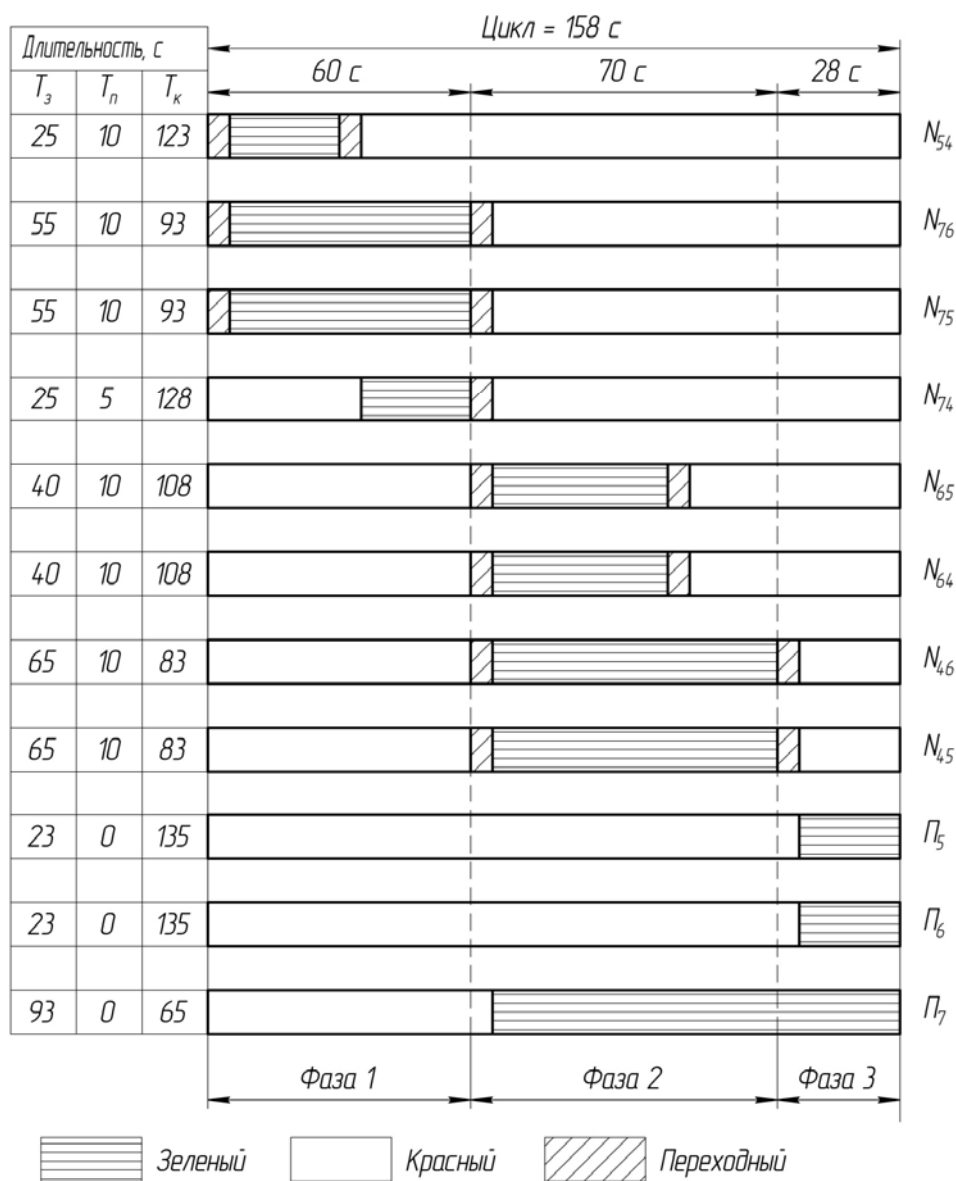 Цикл = 158 с
Длительность, с
60 с 70 с 28 с
Tз Tп Tк
25 10 123 N54
55 10 93 N76
55 10 93 N75
25 5 128 N74
40 10 108 N65
40 10 108 N64
65 10 83 N46
65 10 83 N45
23 0 135 П5
23 0 135 П6
93 0 65 П7
Фаза 1 Фаза 2 Фаза 3
Зеленый Красный Переходный